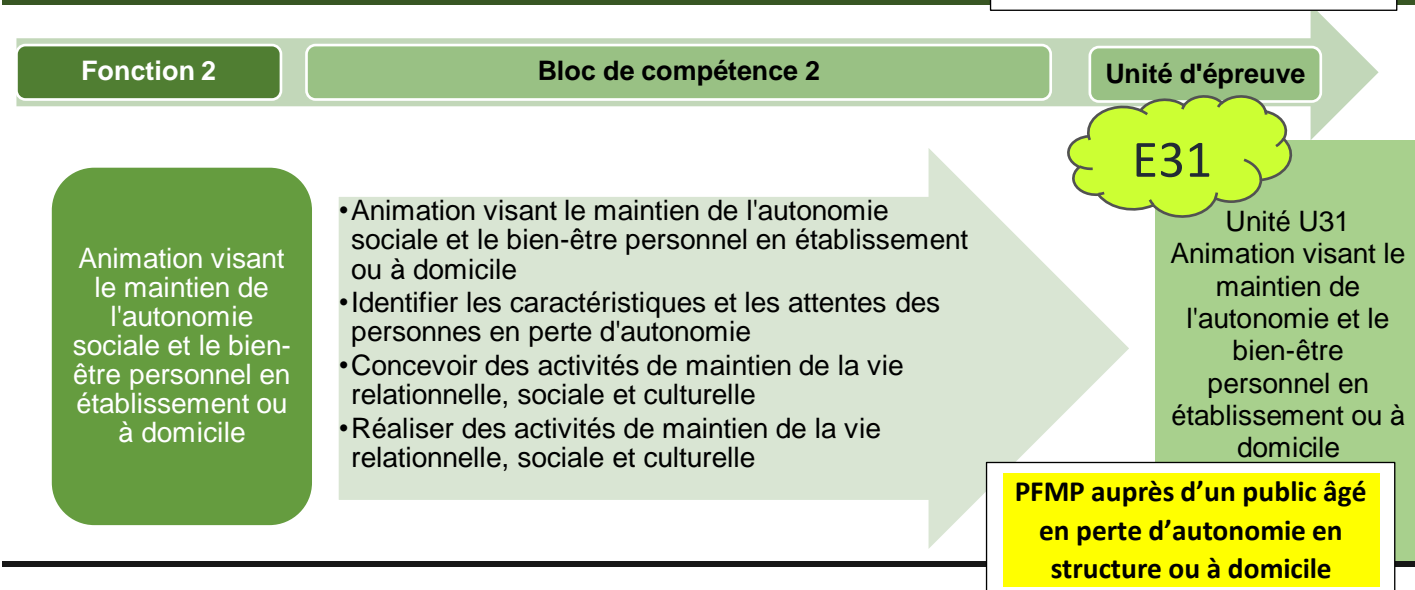 Fonction 2
Bloc de compétence 2
Unité d'épreuve
E31
Animation visant
le maintien de
l'autonomie
sociale et le bien-
être personnel en
établissement ou
à domicile
•Animation visant le maintien de l'autonomie
sociale et le bien-être personnel en établissement
ou à domicile
•Identifier les caractéristiques et les attentes des
personnes en perte d'autonomie
•Concevoir des activités de maintien de la vie
relationnelle, sociale et culturelle
•Réaliser des activités de maintien de la vie
relationnelle, sociale et culturelle
Unité U31
Animation visant le
maintien de
l'autonomie et le
bien-être
personnel en
établissement ou à
domicile
PFMP auprès d’un public âgé
en perte d’autonomie en
structure ou à domicile